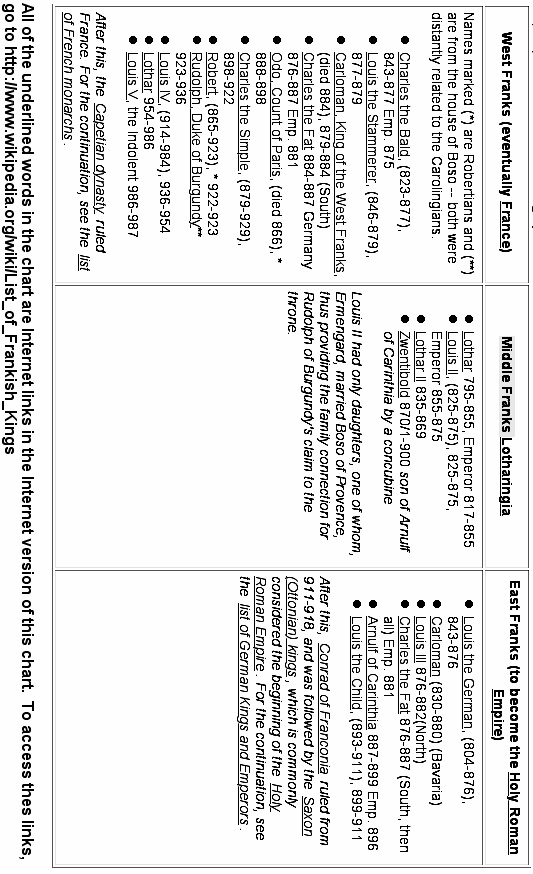 West Franks (eventually France)
Names marked (*) are Robertians and (**)
are from the house of Boso -- both were
distantly related to the Carolingians.
● Charles the Bald, (823-877),
843-877 Emp. 875
● Louis the Stammerer, (846-879),
877-879
● Carloman, King of the West Franks,
(died 884), 879-884 (South)
● Charles the Fat 884-887 Germany
876-887 Emp. 881
● Odo, Count of Paris, (died 866), *
888-898
● Charles the Simple, (879-929),
898-922
● Robert, (865-923), * 922-923
● Rudolph, Duke of Burgundy**
923-936
● Louis IV, (914-984), 936-954
● Lothar 954-986
● Louis V, the Indolent 986-987
After this, the Capetian dynasty ruled
France. For the continuation, see the list
of French monarchs.
Middle Franks Lotharingia
● Lothar 795-855, Emperor 817-855
● Louis II, (825-875), 825-875,
Emperor 855-875
● Lothar II 835-869
● Zwentibold 870/1-900 son of Arnulf
of Carinthia by a concubine
Louis II had only daughters, one of whom,
Ermengard, married Boso of Provence,
thus providing the family connection for
Rudolph of Burgundy's claim to the
throne.
East Franks (to become the Holy Roman
Empire)
● Louis the German, (804-876),
843-876
● Carloman (830-880) (Bavaria)
● Louis III 876-882(North)
● Charles the Fat 876-887 (South, then
all) Emp. 881
● Arnulf of Carinthia 887-899 Emp. 896
● Louis the Child, (893-911), 899-911
After this, Conrad of Franconia ruled from
911-918, and was followed by the Saxon
(Ottonian) kings, which is commonly
considered the beginning of the Holy
Roman Empire. For the continuation, see
the list of German Kings and Emperors.
All of the underlined words in the chart are Internet links in the Internet version of this chart. To access thes links,
go to http://www.wikipedia.org/wiki/List_of_Frankish_Kings